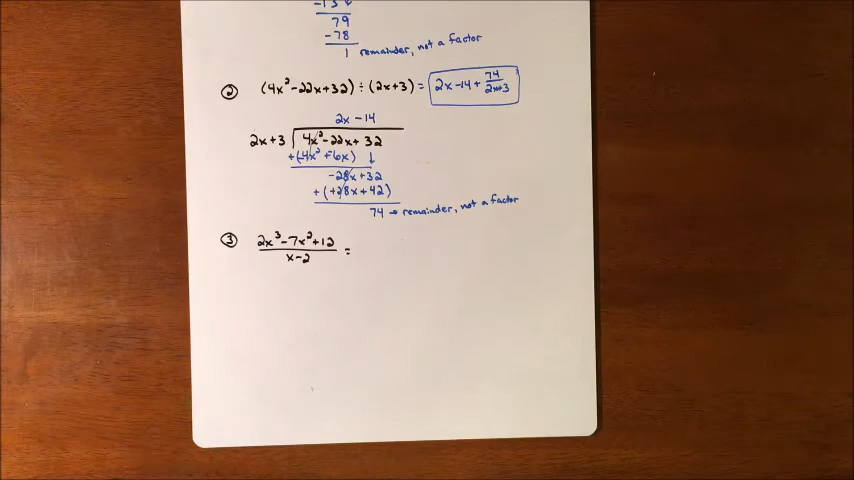 79
-78
1 remainder, not a factor
② (4x²-22x+32) ÷ (2x+3) = 2x-14+ 74/2x+3
2x -14
2x+3 4x²-22x+32
+(-4x² +-6x) ↓
-28x+32
+(+28x+42)
74 → remainder, not a factor
③ 2x³-7x²+12
x-2 =